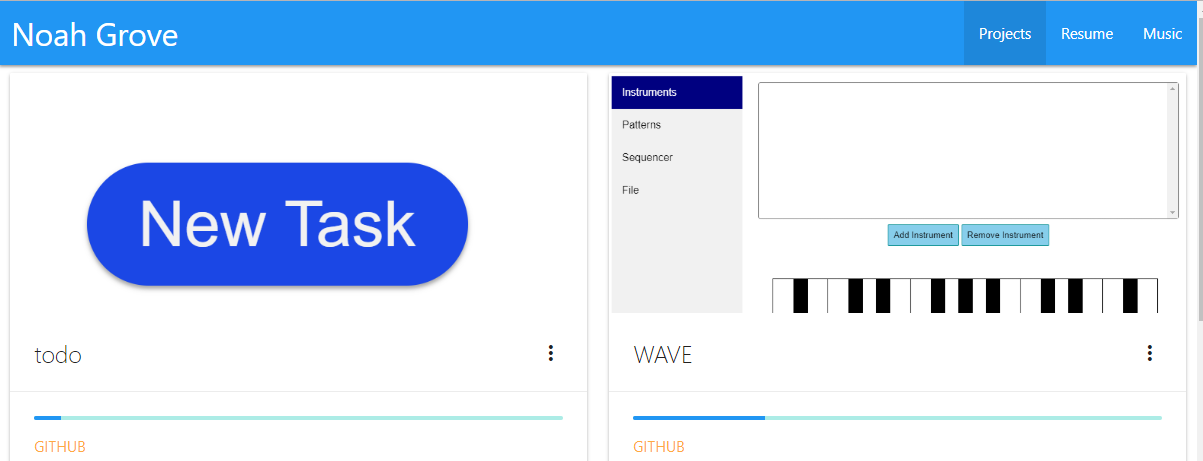 Noah Grove
Projects
Resume
Music
New Task
todo
GITHUB
Instruments
Patterns
Sequencer
File
Add Instrument
Remove Instrument
WAVE
GITHUB